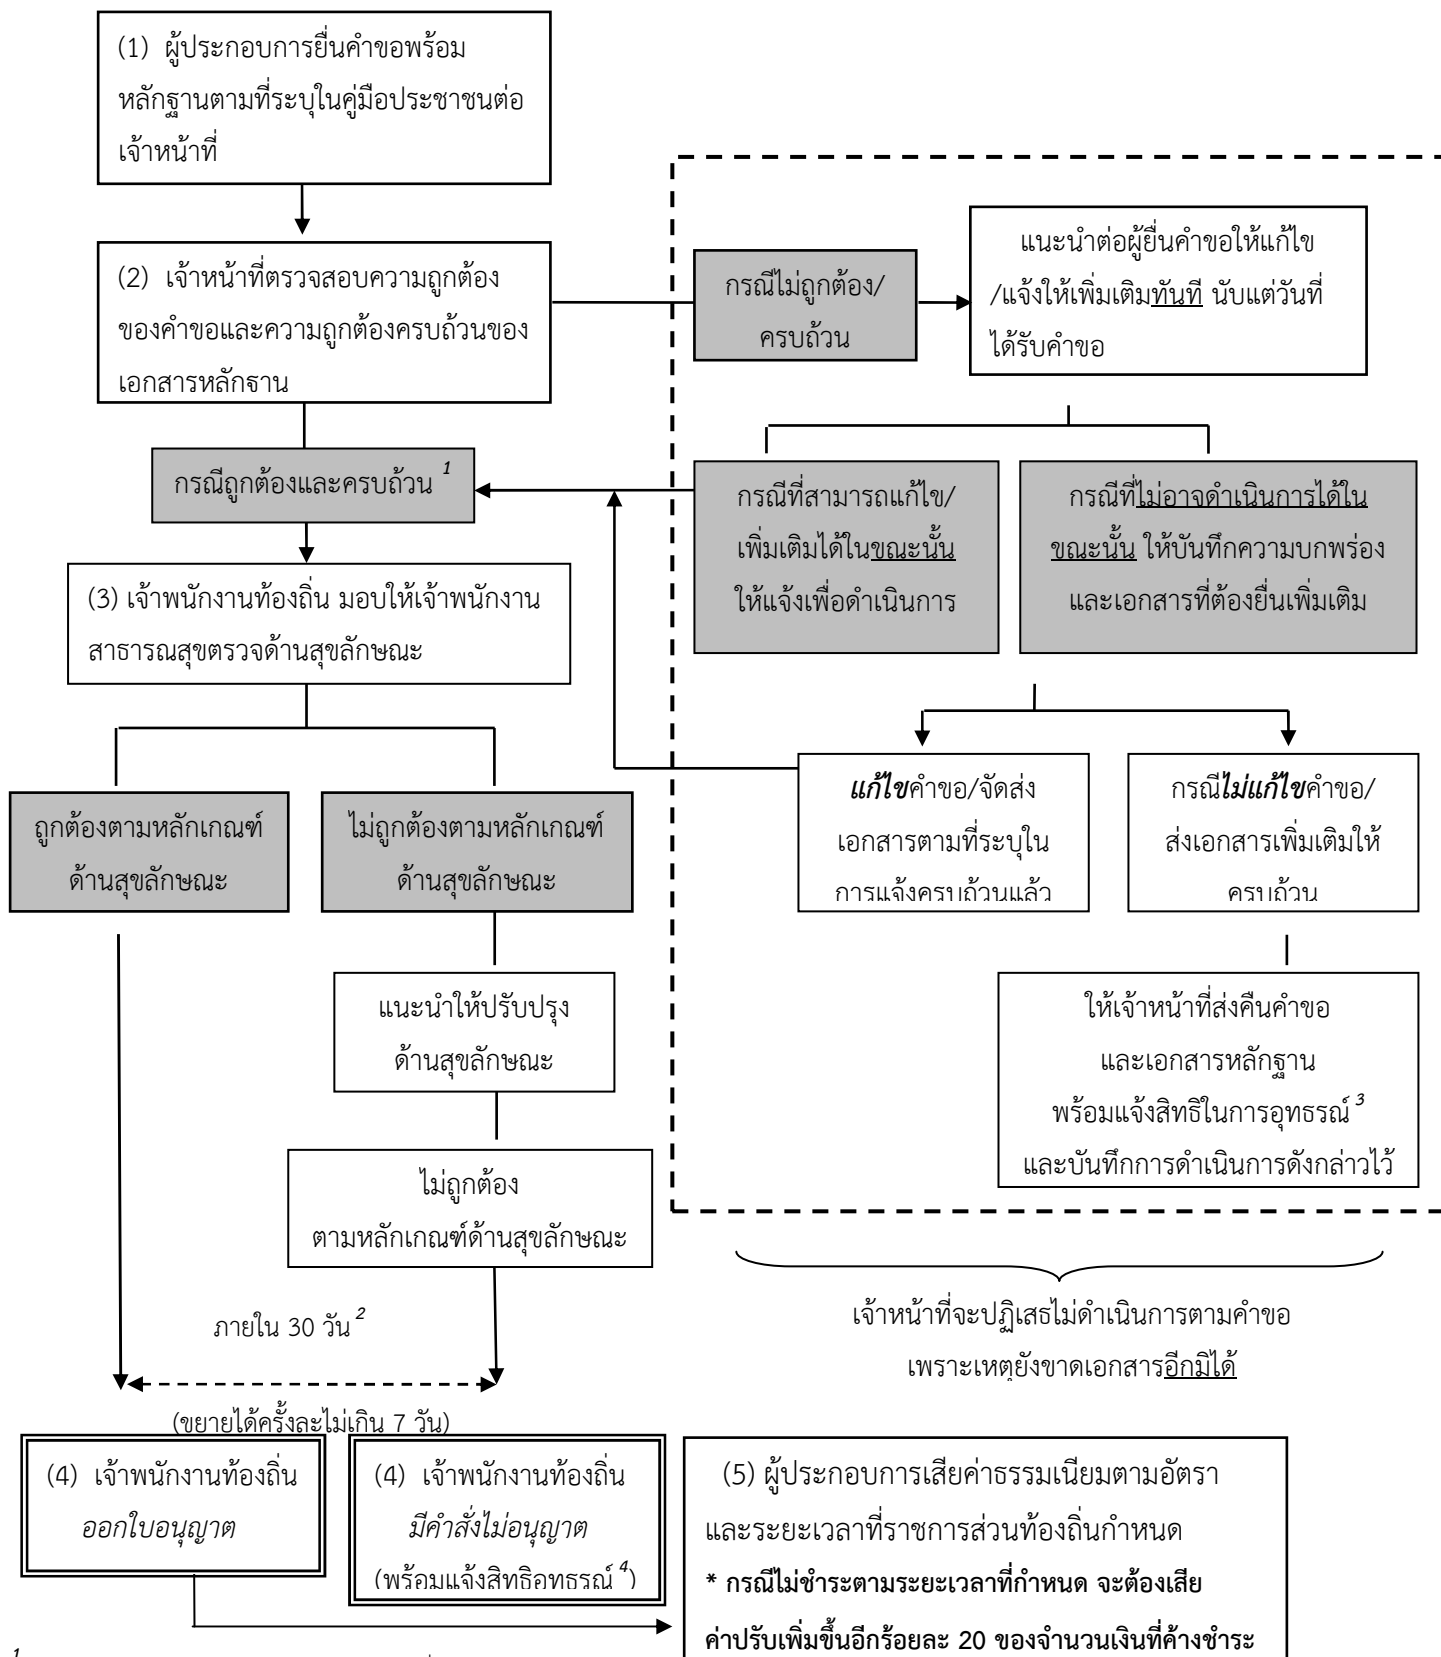 (1) ผู้ประกอบการยื่นคำขอพร้อม
หลักฐานตามที่ระบุในคู่มือประชาชนต่อ
เจ้าหน้าที่
(2) เจ้าหน้าที่ตรวจสอบความถูกต้อง
ของคำขอและความถูกต้องครบถ้วนของ
เอกสารหลักฐาน
กรณีไม่ถูกต้อง/
ครบถ้วน
แนะนำต่อผู้ยื่นคำขอให้แก้ไข
/แจ้งให้เพิ่มเติมทันที นับแต่วันที่
ได้รับคำขอ
กรณีถูกต้องและครบถ้วน 1
กรณีที่สามารถแก้ไข/
เพิ่มเติมได้ในขณะนั้น
ให้แจ้งเพื่อดำเนินการ
กรณีที่ไม่อาจดำเนินการได้ใน
ขณะนั้น ให้บันทึกความบกพร่อง
และเอกสารที่ต้องยื่นเพิ่มเติม
(3) เจ้าพนักงานท้องถิ่น มอบให้เจ้าพนักงาน
สาธารณสุขตรวจด้านสุขลักษณะ
ถูกต้องตามหลักเกณฑ์
ด้านสุขลักษณะ
ไม่ถูกต้องตามหลักเกณฑ์
ด้านสุขลักษณะ
แก้ไขคำขอ/จัดส่ง
เอกสารตามที่ระบุใน
การแจ้งครบถ้วนแล้ว
กรณีไม่แก้ไขคำขอ/
ส่งเอกสารเพิ่มเติมให้
ครบถ้วน
แนะนำให้ปรับปรุง
ด้านสุขลักษณะ
ให้เจ้าหน้าที่ส่งคืนคำขอ
และเอกสารหลักฐาน
พร้อมแจ้งสิทธิในการอุทธรณ์ 3
และบันทึกการดำเนินการดังกล่าวไว้
ไม่ถูกต้อง
ตามหลักเกณฑ์ด้านสุขลักษณะ
เจ้าหน้าที่จะปฏิเสธไม่ดำเนินการตามคำขอ
เพราะเหตุยังขาดเอกสารอีกมิได้
ภายใน 30 วัน 2
(ขยายได้ครั้งละไม่เกิน 7 วัน)
(4) เจ้าพนักงานท้องถิ่น
ออกใบอนุญาต
(4) เจ้าพนักงานท้องถิ่น
มีคำสั่งไม่อนุญาต
(พร้อมแจ้งสิทธิอุทธรณ์ 4)
(5) ผู้ประกอบการเสียค่าธรรมเนียมตามอัตรา
และระยะเวลาที่ราชการส่วนท้องถิ่นกำหนด
* กรณีไม่ชำระตามระยะเวลาที่กำหนด จะต้องเสีย
ค่าปรับเพิ่มขึ้นอีกร้อยละ 20 ของจำนวนเงินที่ค้างชำระ
1